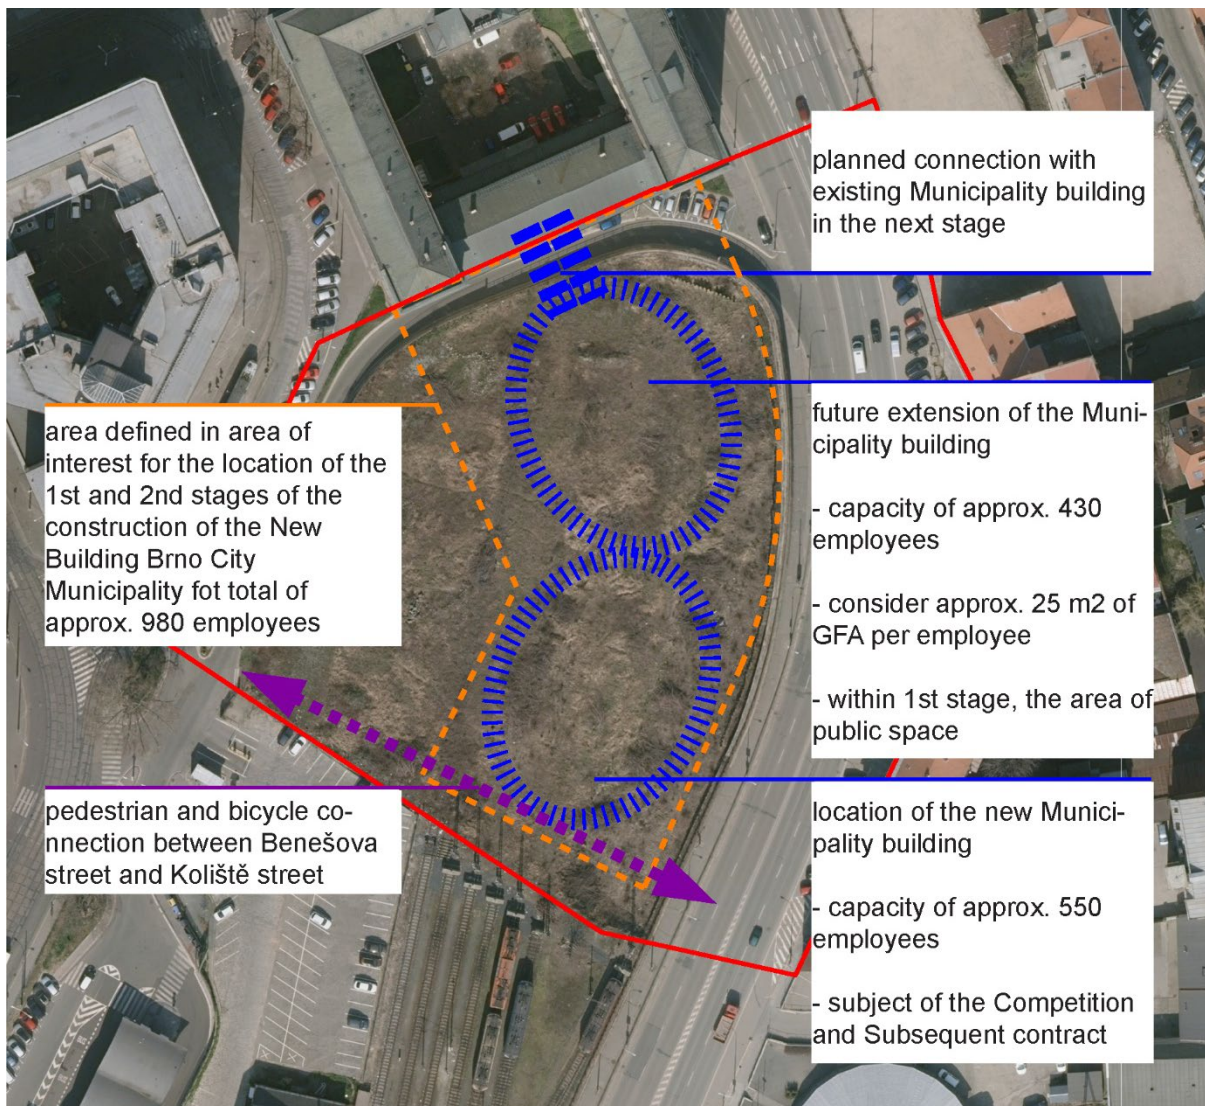 planned connection with
existing Municipality building
in the next stage
area defined in area of
interest for the location of the
1st and 2nd stages of the
construction of the New
Building Brno City
Municipality fot total of
approx. 980 employees
future extension of the Muni-
cipality building
- capacity of approx. 430
employees
- consider approx. 25 m2 of
GFA per employee
- within 1st stage, the area of
public space
pedestrian and bicycle co-
nnection between Benešova
street and Koliště street
location of the new Munici-
pality building
- capacity of approx. 550
employees
- subject of the Competition
and Subsequent contract